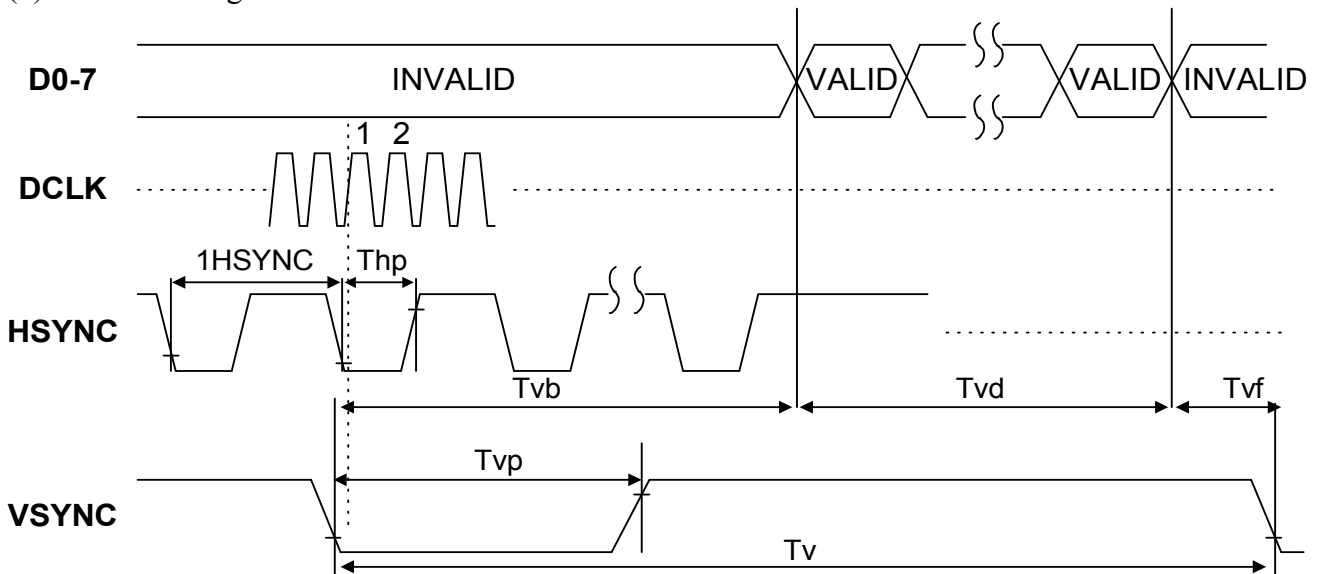 D0-7 INVALID VALID VALID INVALID
1 2
DCLK
1HSYNC Thp
HSYNC
Tvb Tvd Tvf
Tvp
VSYNC
Tv